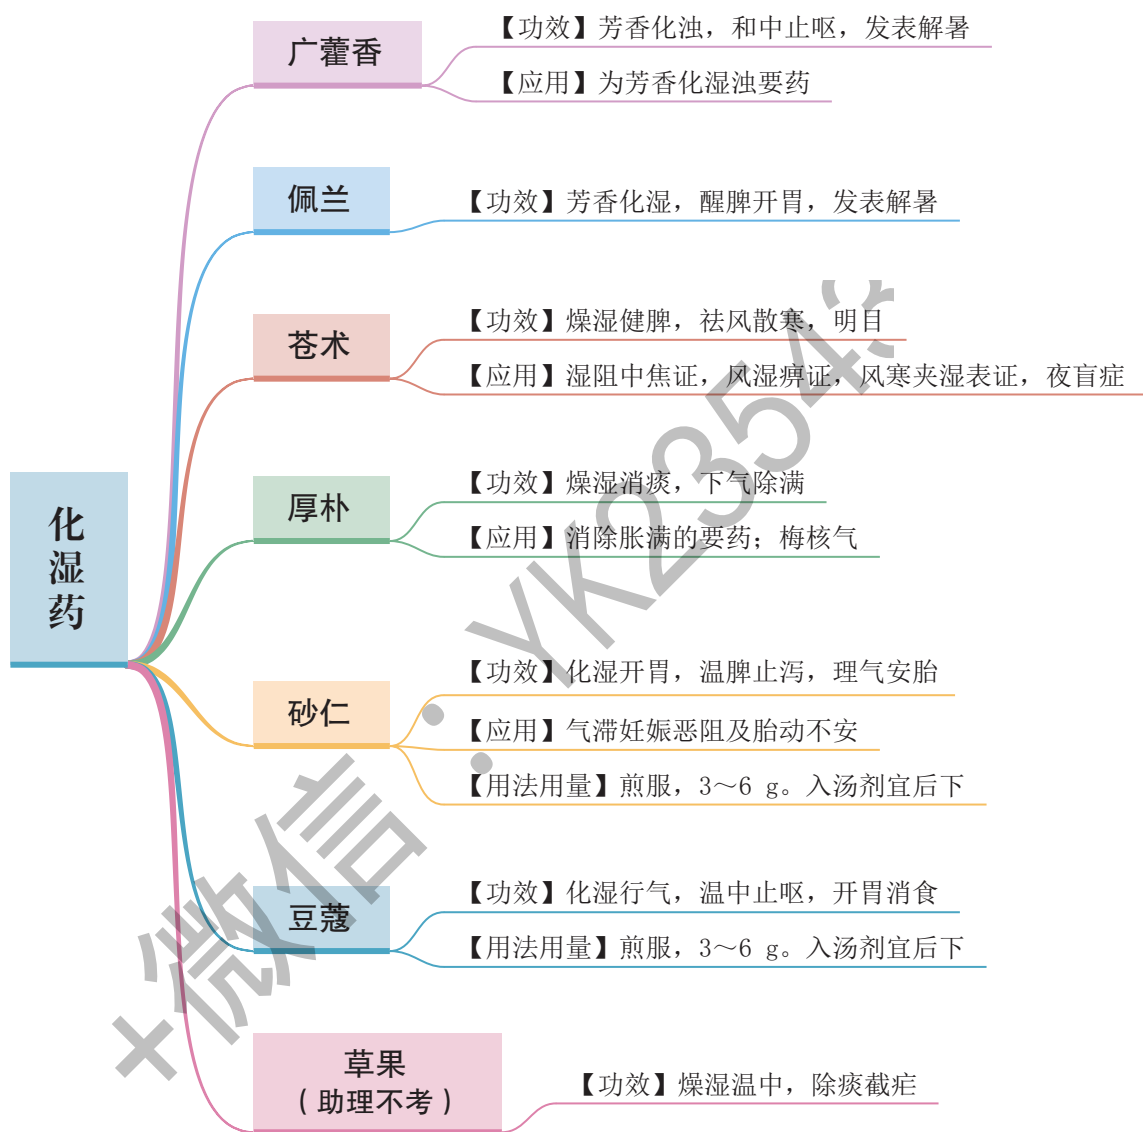 化湿药
广藿香
【功效】芳香化浊，和中止呕，发表解暑
【应用】为芳香化湿浊要药
佩兰
【功效】芳香化湿，醒脾开胃，发表解暑
苍术
【功效】燥湿健脾，祛风散寒，明目
【应用】湿阻中焦证，风湿痹证，风寒夹湿表证，夜盲症
厚朴
【功效】燥湿消痰，下气除满
【应用】消除胀满的要药；梅核气
砂仁
【功效】化湿开胃，温脾止泻，理气安胎
【应用】气滞妊娠恶阻及胎动不安
【用法用量】煎服，3～6 g。入汤剂宜后下
豆蔻
【功效】化湿行气，温中止呕，开胃消食
【用法用量】煎服，3～6 g。入汤剂宜后下
草果
（助理不考）
【功效】燥湿温中，除痰截疟
+微信：YK2354